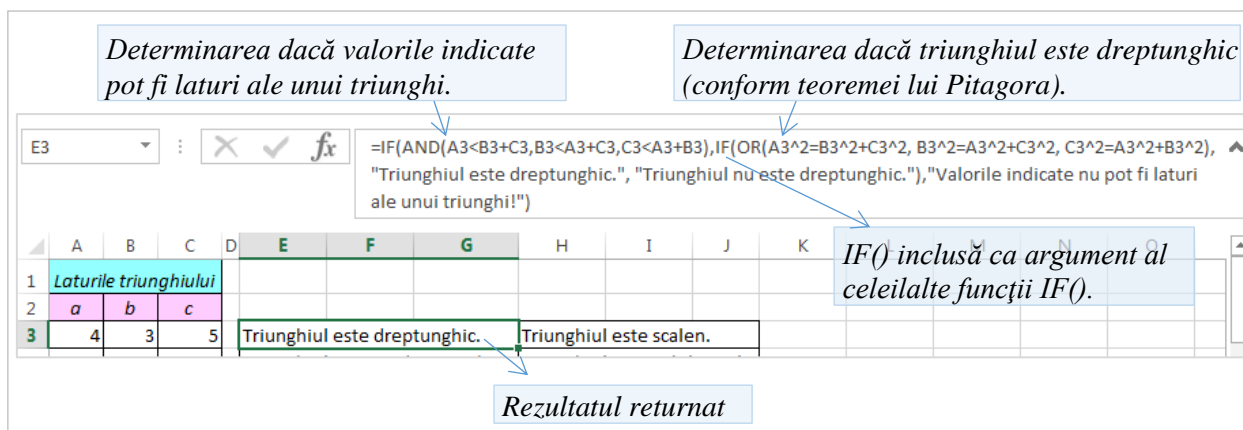 Determinarea dacă valorile indicate
pot fi laturi ale unui triunghi.
Determinarea dacă triunghiul este dreptunghic
(conform teoremei lui Pitagora).
E3
fx
=IF(AND(A3<B3+C3,B3<A3+C3,C3<A3+B3),IF(OR(A3^2=B3^2+C3^2, B3^2=A3^2+C3^2, C3^2=A3^2+B3^2),
"Triunghiul este dreptunghic.", "Triunghiul nu este dreptunghic."),"Valorile indicate nu pot fi laturi
ale unui triunghi!")
A B C D E F G H I J K L M N O
IF() inclusă ca argument al
celeilalte funcţii IF().
1 Laturile triunghiului
2 a b c
3 4 3 5 Triunghiul este dreptunghic. Triunghiul este scalen.
Rezultatul returnat